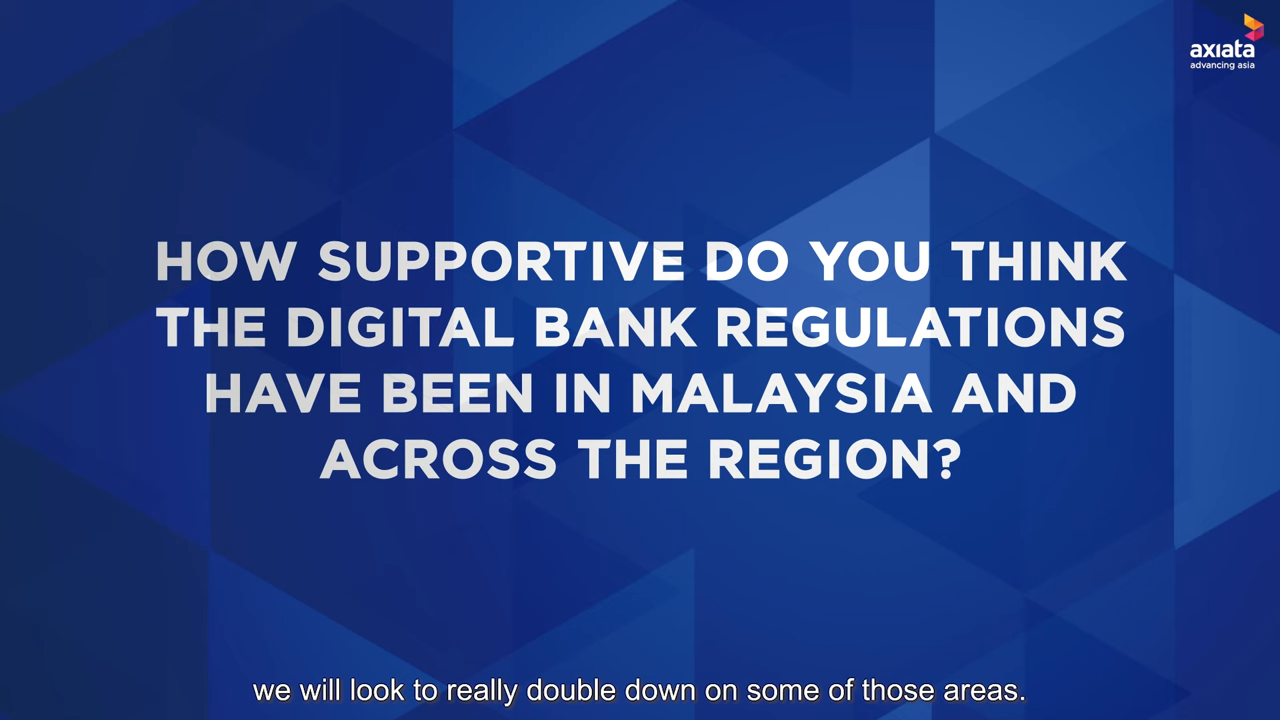 axiata
advancing asia
HOW SUPPORTIVE DO YOU THINK
THE DIGITAL BANK REGULATIONS
HAVE BEEN IN MALAYSIA AND
ACROSS THE REGION?
we will look to really double down on some of those areas.